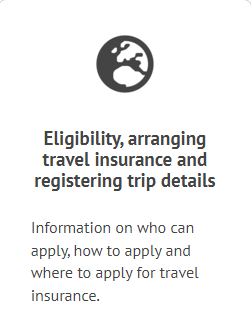 Eligibility, arranging
travel insurance and
registering trip details
Information on who can
apply, how to apply and
where to apply for travel
insurance.